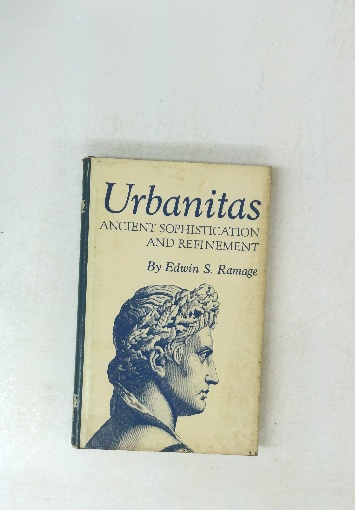 Urbanitas
ANCIENT SOPHISTICATION
AND REFINEMENT
By Edwin S. Ramage